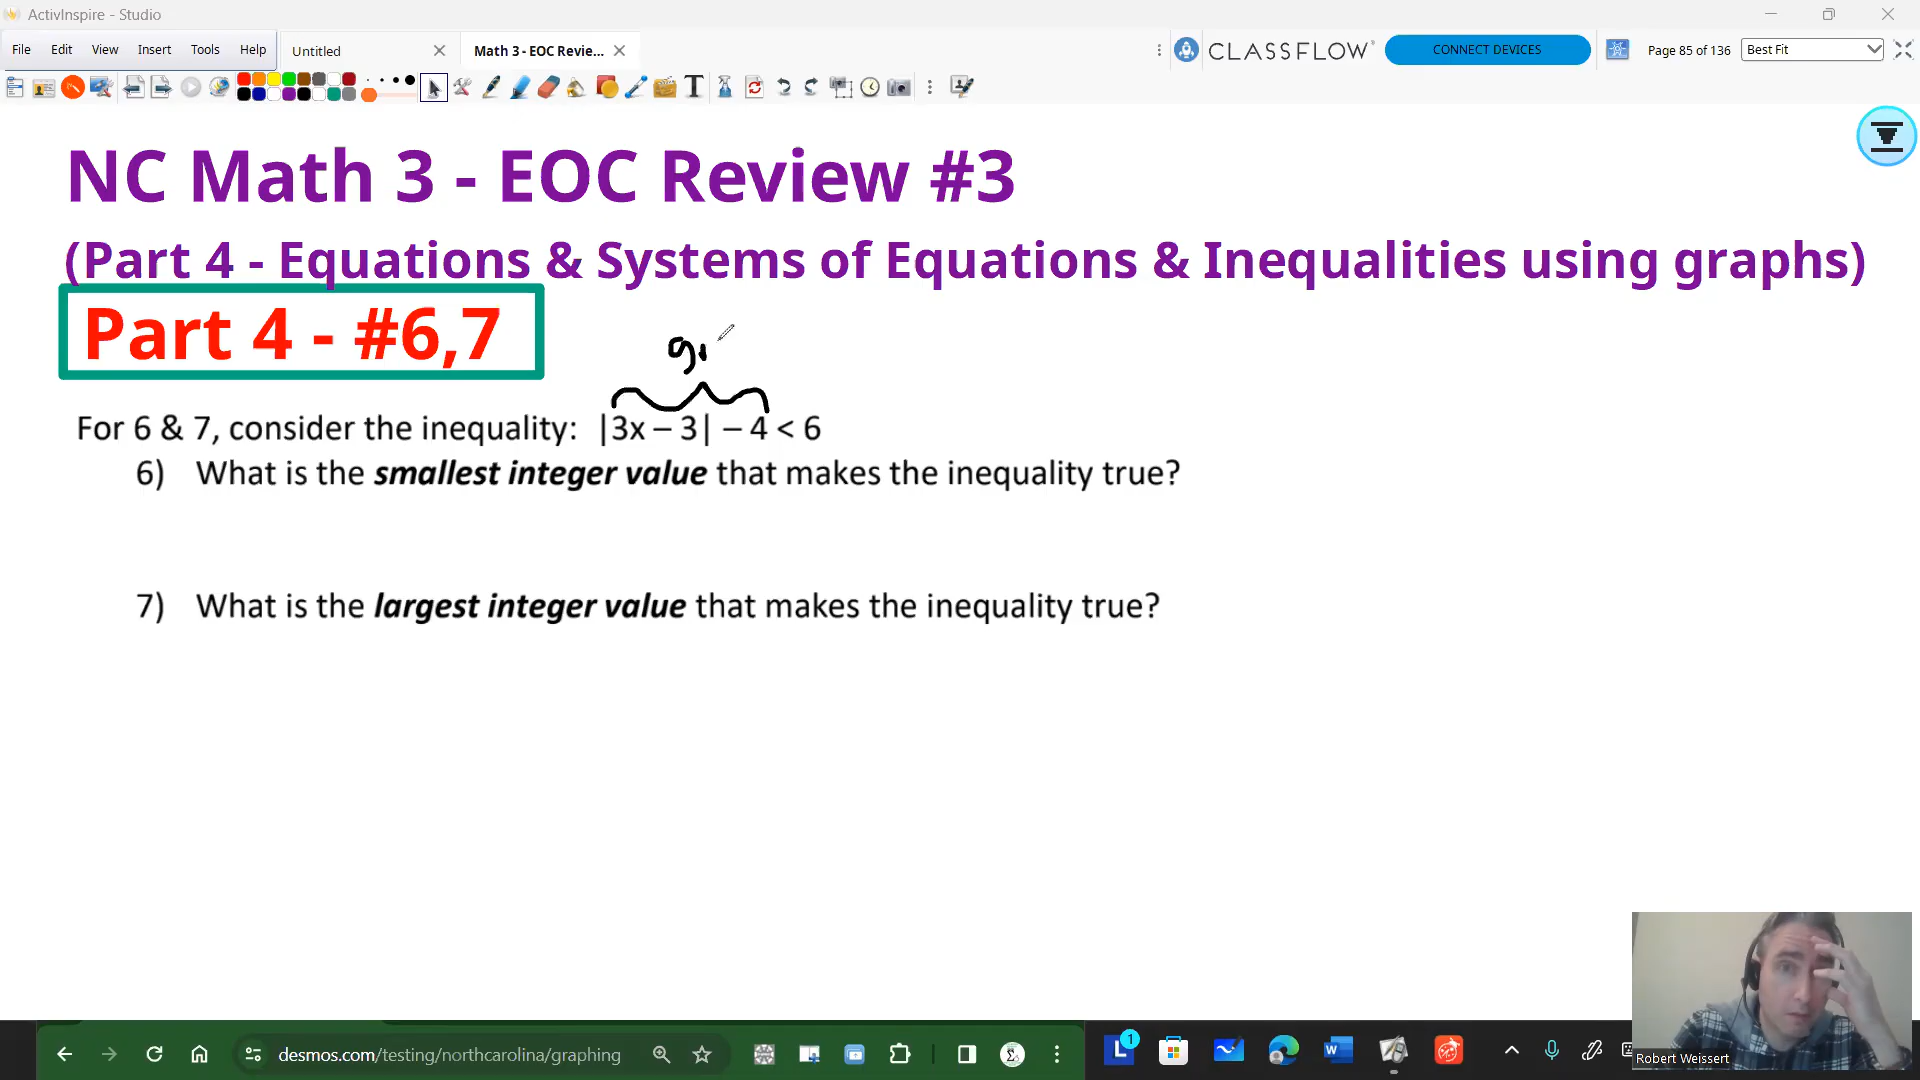 ActivInspire - Studio
File Edit View Insert Tools Help
Untitled
Math 3 - EOC Revie...
CLASSFLOW
CONNECT DEVICES
Page 85 of 136
Best Fit
NC Math 3 - EOC Review #3
(Part 4 - Equations & Systems of Equations & Inequalities using graphs)
Part 4 - #6,7
For 6 & 7, consider the inequality: |3x – 3| – 4 < 6
6) What is the smallest integer value that makes the inequality true?
7) What is the largest integer value that makes the inequality true?
desmos.com/testing/northcarolina/graphing
1
Robert Weissert